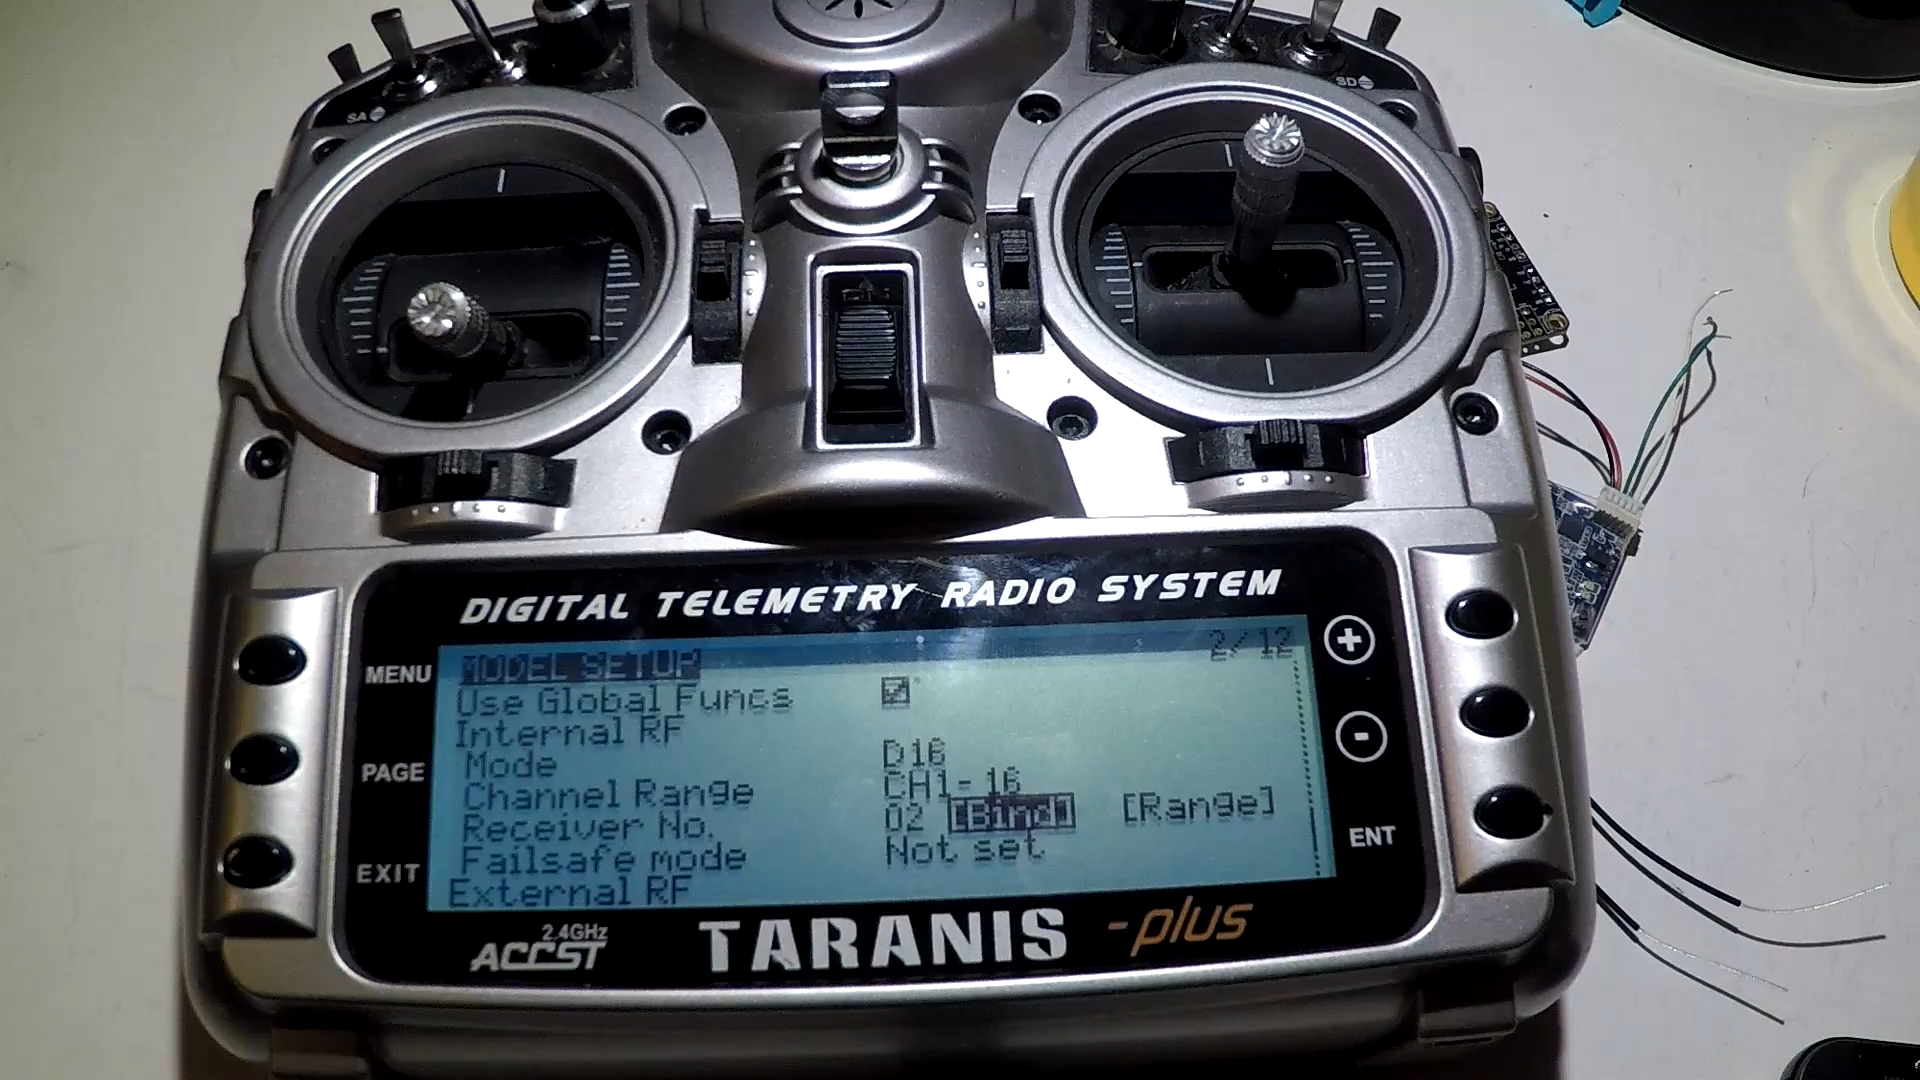 SA
SD
DIGITAL TELEMETRY RADIO SYSTEM
MENU
PAGE
EXIT
MODEL SETUP 2/12
Use Global Funcs
Internal RF
Mode D16
Channel Range CH1-16
Receiver No. 02 [Bind] [Range]
Failsafe mode Not set
External RF
+
-
ENT
2.4GHz
ACCST
TARANIS -plus